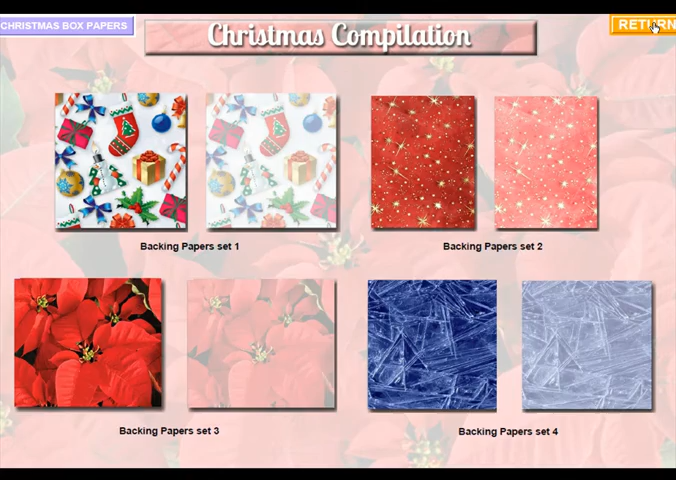 CHRISTMAS BOX PAPERS
RETURN
Christmas Compilation
Backing Papers set 1
Backing Papers set 2
Backing Papers set 3
Backing Papers set 4